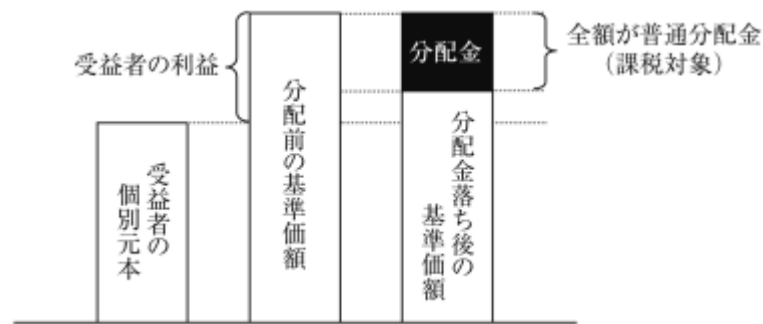 受益者の利益
分配金
全額が普通分配金
（課税対象）
受益者の
個別元本
分配前の基準価額
分配金落ち後の
基準価額